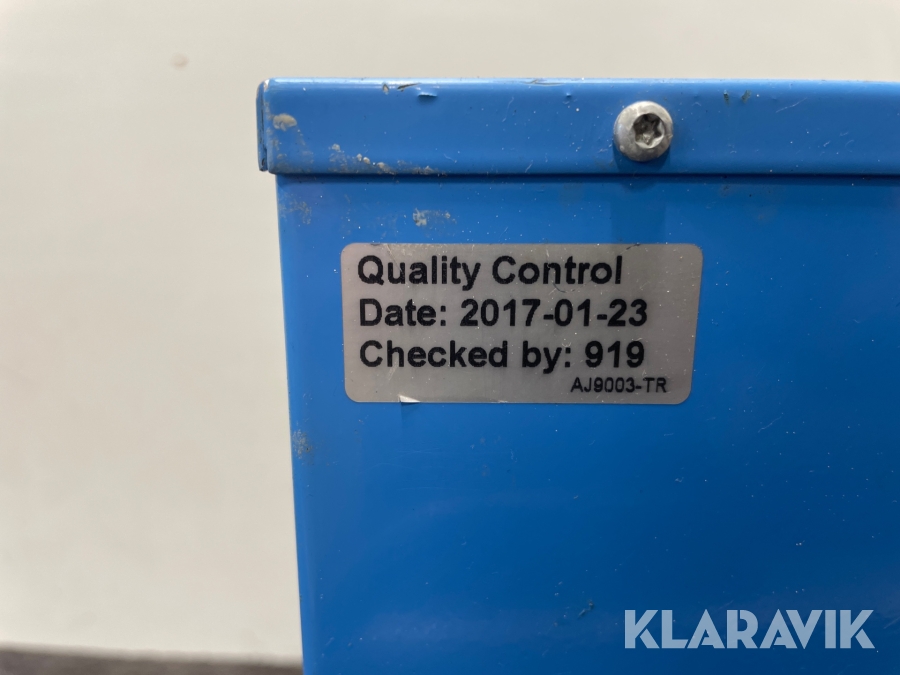 Quality Control
Date: 2017-01-23
Checked by: 919
AJ9003-TR
KLARAVIK